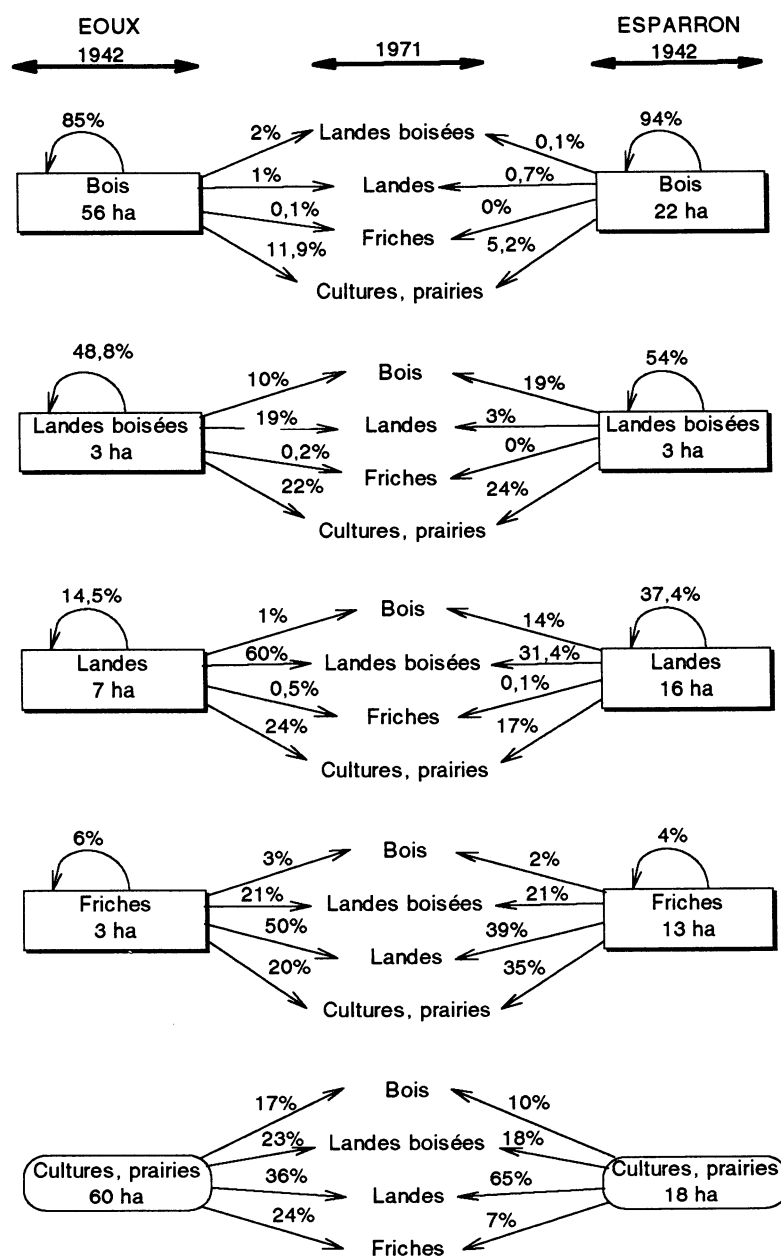 EOUX
1942
1971
ESPARRON
1942
85%
94%
2%
Landes boisées
0,1%
Bois
56 ha
1%
Landes
0,7%
Bois
22 ha
0,1%
Friches
0%
11,9%
Cultures, prairies
5,2%
48,8%
54%
10%
Bois
19%
Landes boisées
3 ha
19%
Landes
3%
Landes boisées
3 ha
0,2%
Friches
0%
22%
Cultures, prairies
24%
14,5%
37,4%
1%
Bois
14%
Landes
7 ha
60%
Landes boisées
31,4%
Landes
16 ha
0,5%
Friches
0,1%
24%
Cultures, prairies
17%
6%
4%
3%
Bois
2%
Friches
3 ha
21%
Landes boisées
21%
Friches
13 ha
50%
Landes
39%
20%
Cultures, prairies
35%
17%
Bois
10%
Cultures, prairies
60 ha
23%
Landes boisées
18%
Cultures, prairies
18 ha
36%
Landes
65%
24%
Friches
7%